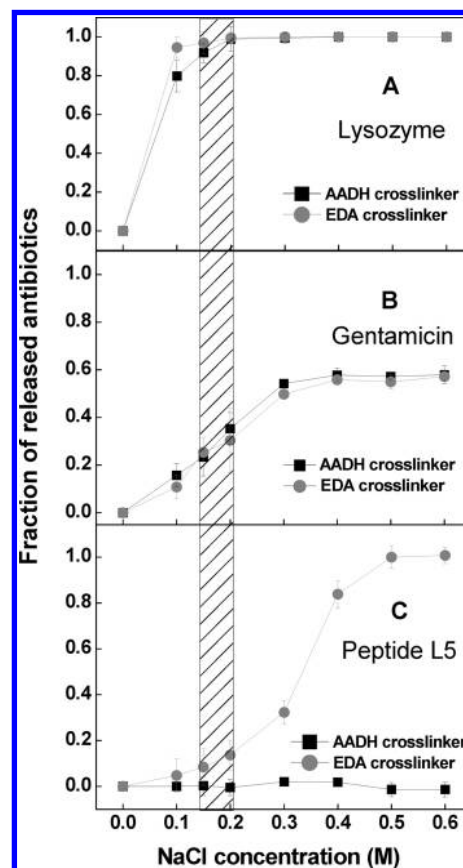 Fraction of released antibiotics
1.0
0.8
0.6
0.4
0.2
0.0
A
Lysozyme
AADH crosslinker
EDA crosslinker
1.0
0.8
0.6
0.4
0.2
0.0
B
Gentamicin
AADH crosslinker
EDA crosslinker
1.0
0.8
0.6
0.4
0.2
0.0
C
Peptide L5
AADH crosslinker
EDA crosslinker
0.0 0.1 0.2 0.3 0.4 0.5 0.6
NaCl concentration (M)